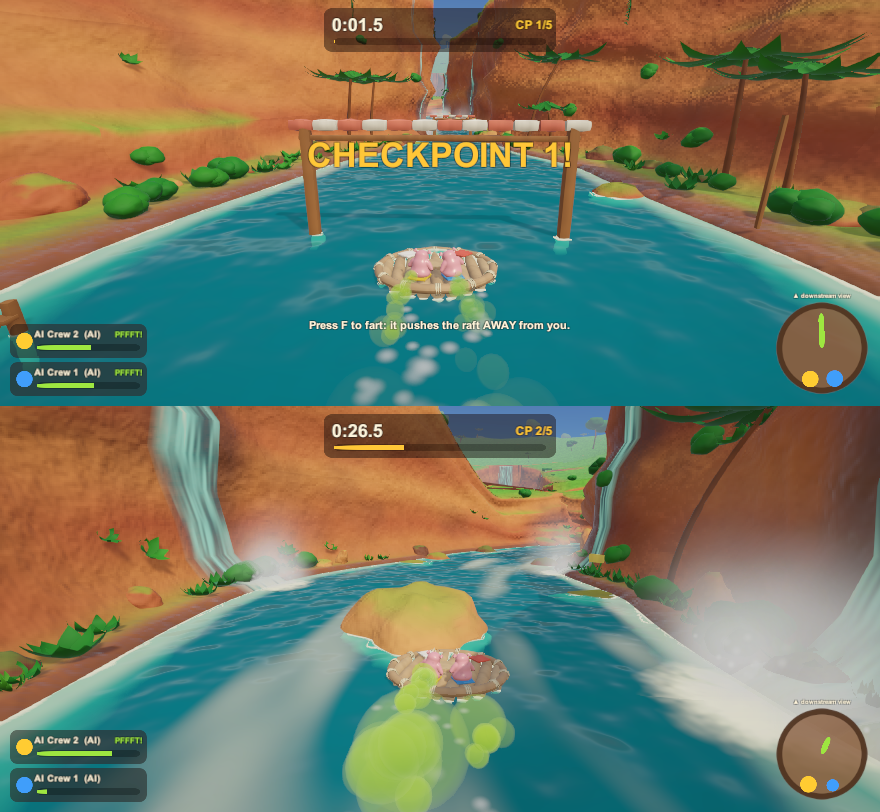 0:01.5
CP 1/5
CHECKPOINT 1!
Press F to fart: it pushes the raft AWAY from you.
AI Crew 2 (AI) PFFFT!
AI Crew 1 (AI) PFFFT!
▲ downstream view
0:26.5
CP 2/5
AI Crew 2 (AI) PFFFT!
AI Crew 1 (AI)
▲ downstream view